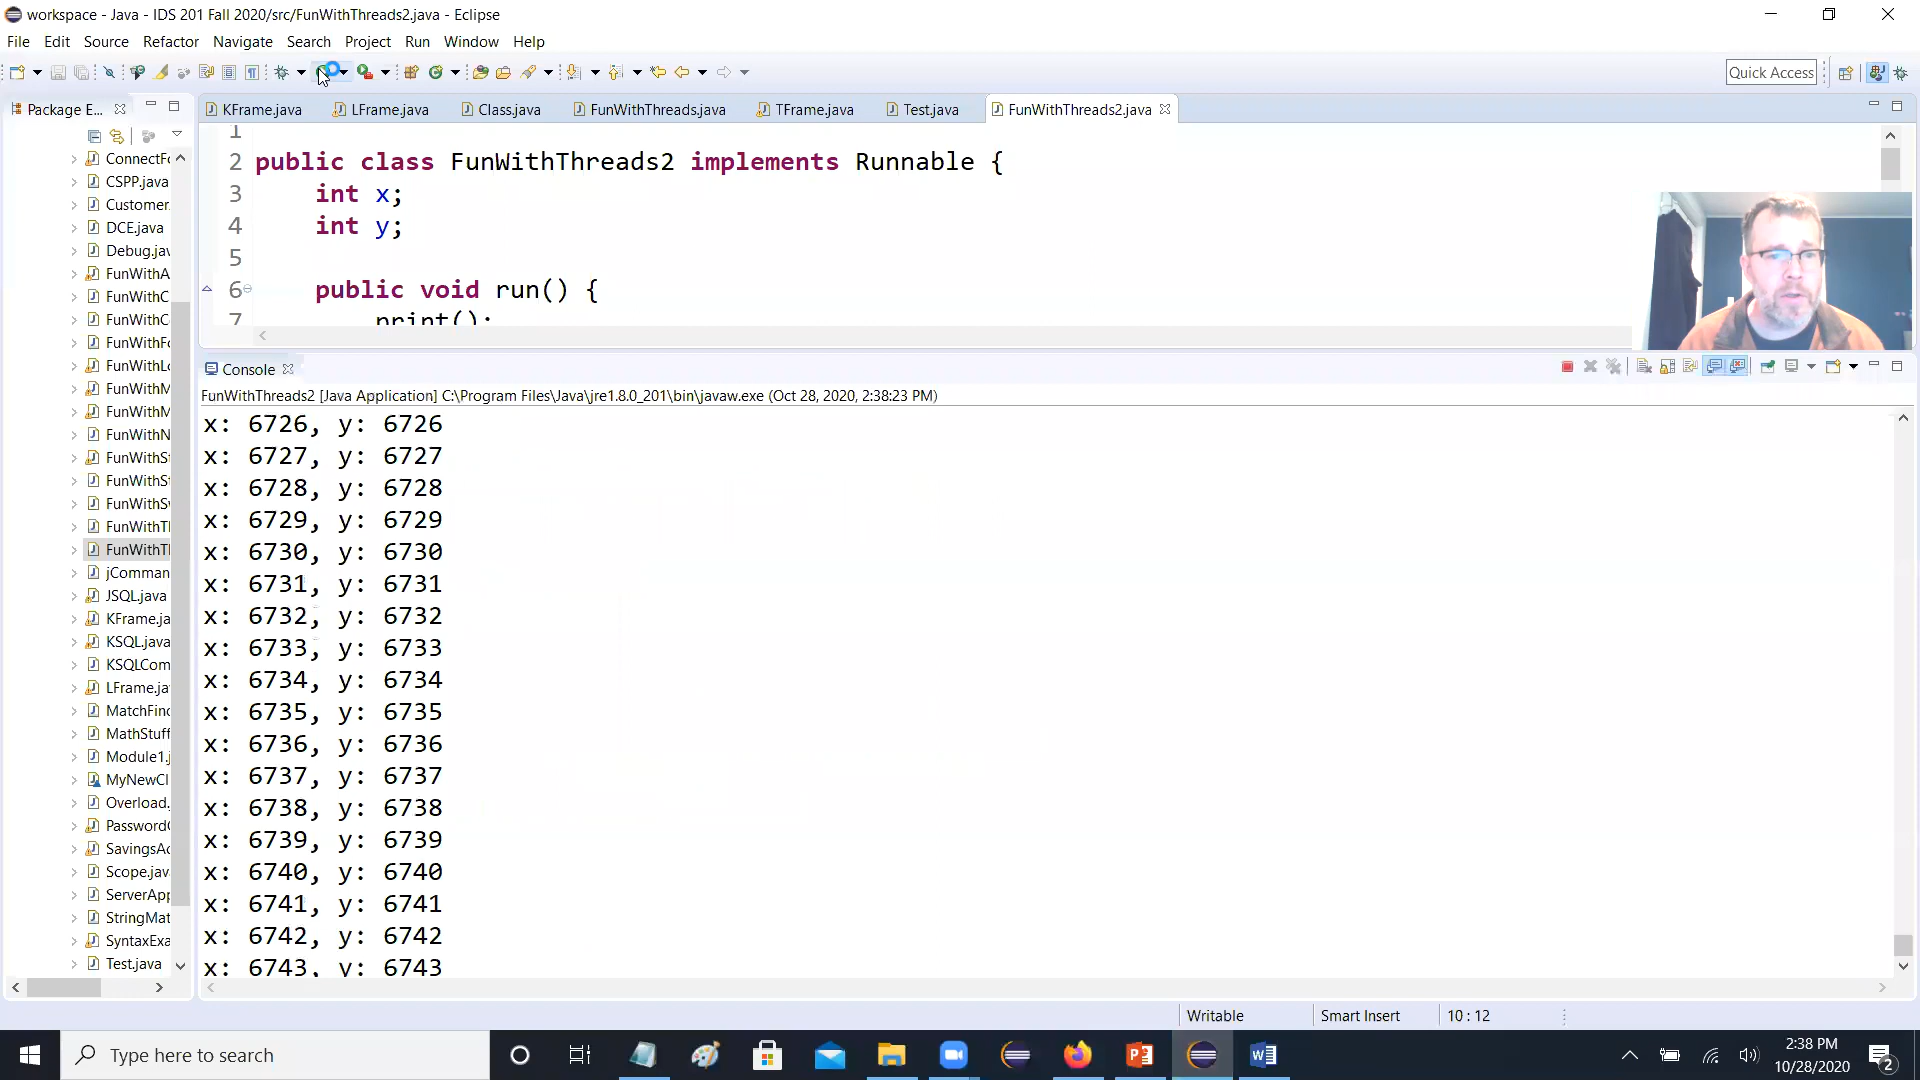 workspace - Java - IDS 201 Fall 2020/src/FunWithThreads2.java - Eclipse
File Edit Source Refactor Navigate Search Project Run Window Help
Quick Access
Package E...
KFrame.java LFrame.java Class.java FunWithThreads.java TFrame.java Test.java FunWithThreads2.java
ConnectFo
CSPP.java
Customer.
DCE.java
Debug.jav
FunWithA
FunWithC
FunWithC
FunWithFo
FunWithLo
FunWithM
FunWithM
FunWithN
FunWithSt
FunWithSt
FunWithSv
FunWithTl
FunWithTl
jComman
JSQL.java
KFrame.ja
KSQL.java
KSQLCom
LFrame.ja
MatchFind
MathStuff
Module1.j
MyNewCl
Overload.
Password
SavingsAc
Scope.jav
ServerApp
StringMat
SyntaxExa
Test.java
1
2 public class FunWithThreads2 implements Runnable {
3 int x;
4 int y;
5
6 public void run() {
7 print();
Console
FunWithThreads2 [Java Application] C:\Program Files\Java\jre1.8.0_201\bin\javaw.exe (Oct 28, 2020, 2:38:23 PM)
x: 6726, y: 6726
x: 6727, y: 6727
x: 6728, y: 6728
x: 6729, y: 6729
x: 6730, y: 6730
x: 6731, y: 6731
x: 6732, y: 6732
x: 6733, y: 6733
x: 6734, y: 6734
x: 6735, y: 6735
x: 6736, y: 6736
x: 6737, y: 6737
x: 6738, y: 6738
x: 6739, y: 6739
x: 6740, y: 6740
x: 6741, y: 6741
x: 6742, y: 6742
x: 6743, y: 6743
Writable Smart Insert 10 : 12
Type here to search
2:38 PM
10/28/2020
2